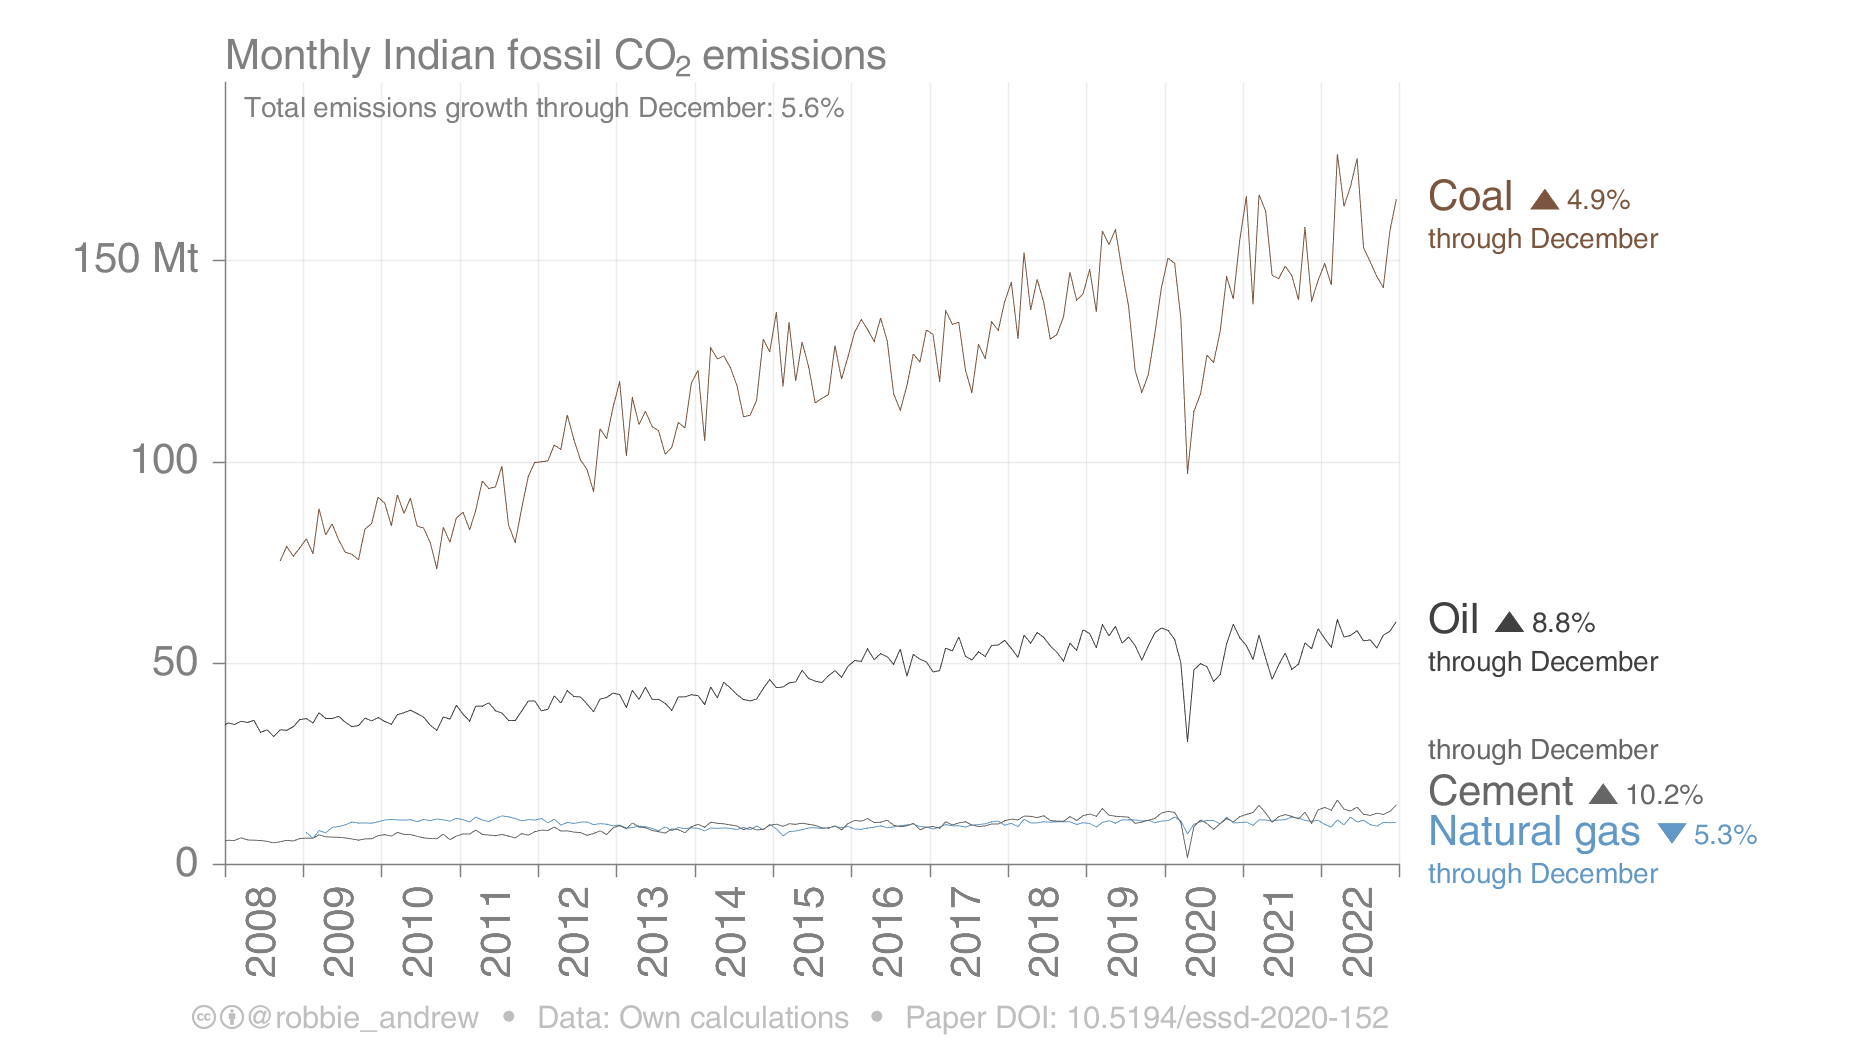 Monthly Indian fossil CO₂ emissions
Total emissions growth through December: 5.6%
150 Mt
100
50
0
Coal ▲ 4.9%
through December
Oil ▲ 8.8%
through December
through December
Cement ▲ 10.2%
Natural gas ▼ 5.3%
through December
2008 2009 2010 2011 2012 2013 2014 2015 2016 2017 2018 2019 2020 2021 2022
@robbie_andrew • Data: Own calculations • Paper DOI: 10.5194/essd-2020-152